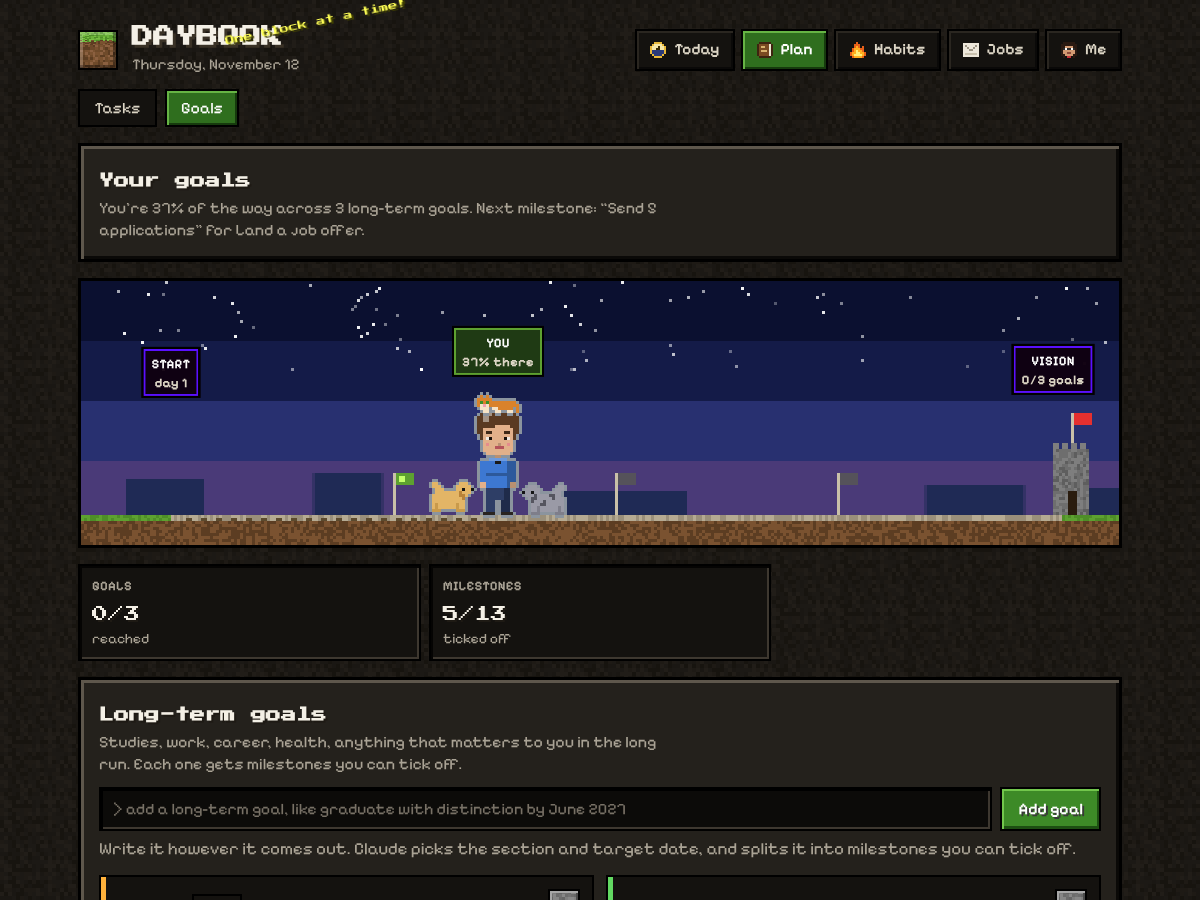 DAYBOOK
One block at a time!
Thursday, November 12
Today
Plan
Habits
Jobs
Me
Tasks
Goals
Your goals
You're 37% of the way across 3 long-term goals. Next milestone: "Send 5
applications" for Land a job offer.
START
day 1
YOU
37% there
VISION
0/3 goals
GOALS
0/3
reached
MILESTONES
5/13
ticked off
Long-term goals
Studies, work, career, health, anything that matters to you in the long
run. Each one gets milestones you can tick off.
> add a long-term goal, like graduate with distinction by June 2027
Add goal
Write it however it comes out. Claude picks the section and target date, and splits it into milestones you can tick off.